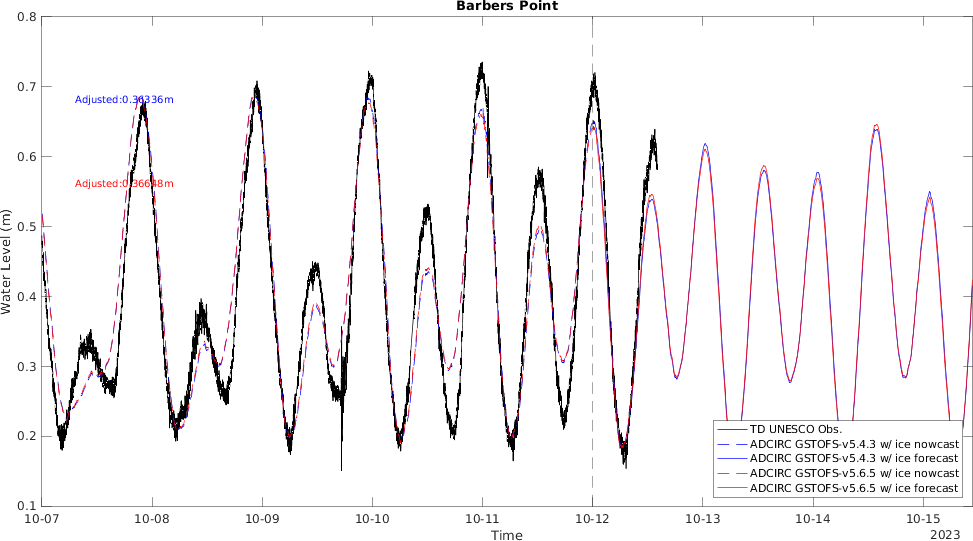 Barbers Point
0.8
0.7
0.6
0.5
0.4
0.3
0.2
0.1
Water Level (m)
Adjusted:0.36336m
Adjusted:0.36648m
TD UNESCO Obs.
ADCIRC GSTOFS-v5.4.3 w/ ice nowcast
ADCIRC GSTOFS-v5.4.3 w/ ice forecast
ADCIRC GSTOFS-v5.6.5 w/ ice nowcast
ADCIRC GSTOFS-v5.6.5 w/ ice forecast
10-07 10-08 10-09 10-10 10-11 10-12 10-13 10-14 10-15
Time
2023